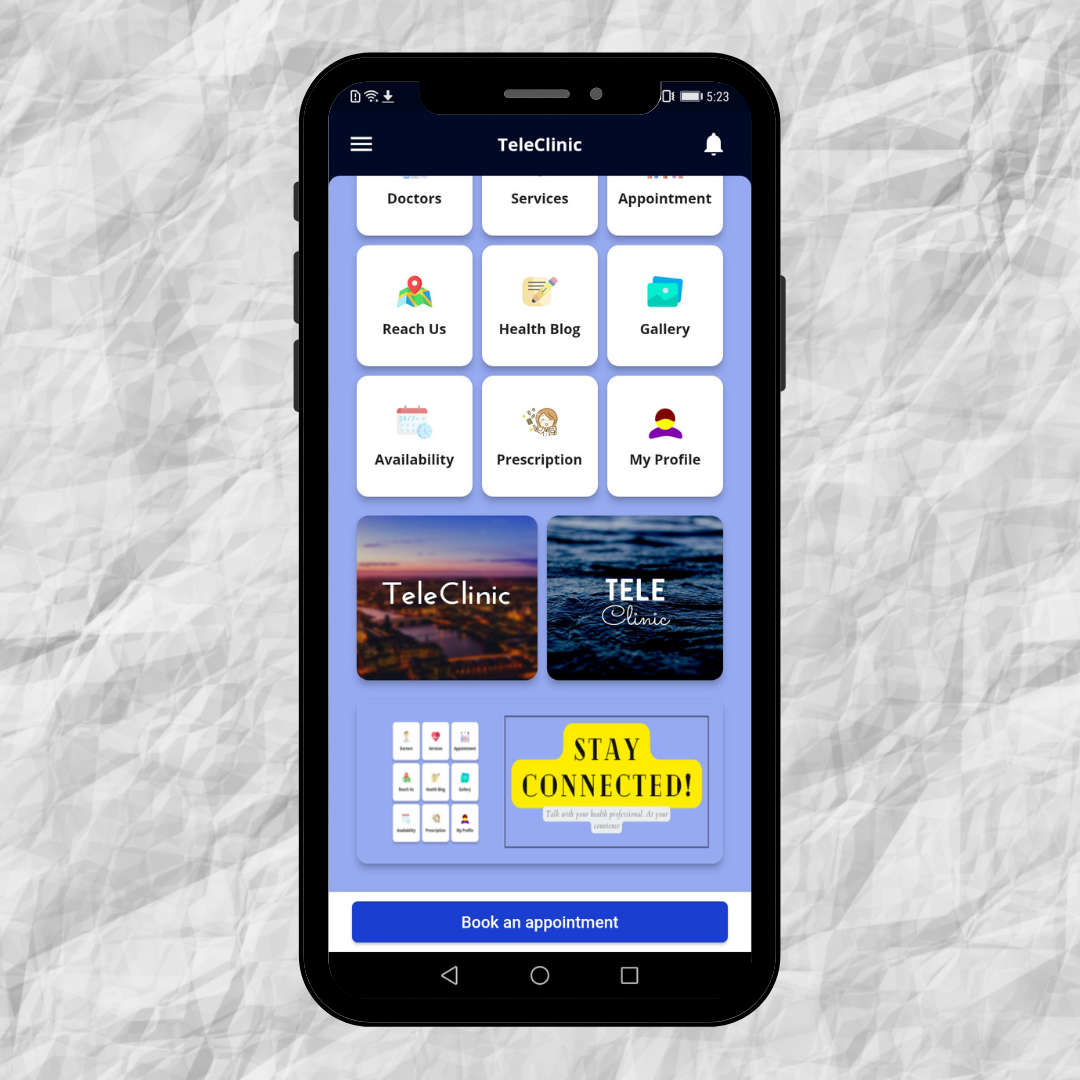 5:23
TeleClinic
Doctors
Services
Appointment
Reach Us
Health Blog
Gallery
24/7
Availability
Prescription
My Profile
TeleClinic
TELE
Clinic
Doctors
Services
Appointment
Reach Us
Health Blog
Gallery
Availability
Prescription
My Profile
STAY
CONNECTED!
Talk with your health professional. At your
convience
Book an appointment